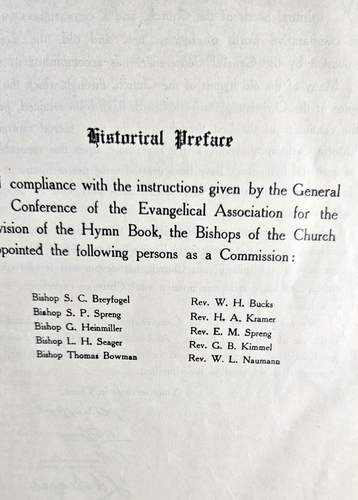 Historical Preface
compliance with the instructions given by the General
Conference of the Evangelical Association for the
vision of the Hymn Book, the Bishops of the Church
ppointed the following persons as a Commission:
Bishop S. C. Breyfogel
Bishop S. P. Spreng
Bishop G. Heinmiller
Bishop L. H. Seager
Bishop Thomas Bowman
Rev. W. H. Bucks
Rev. H. A. Kramer
Rev. E. M. Spreng
Rev. G. B. Kimmel
Rev. W. L. Naumann